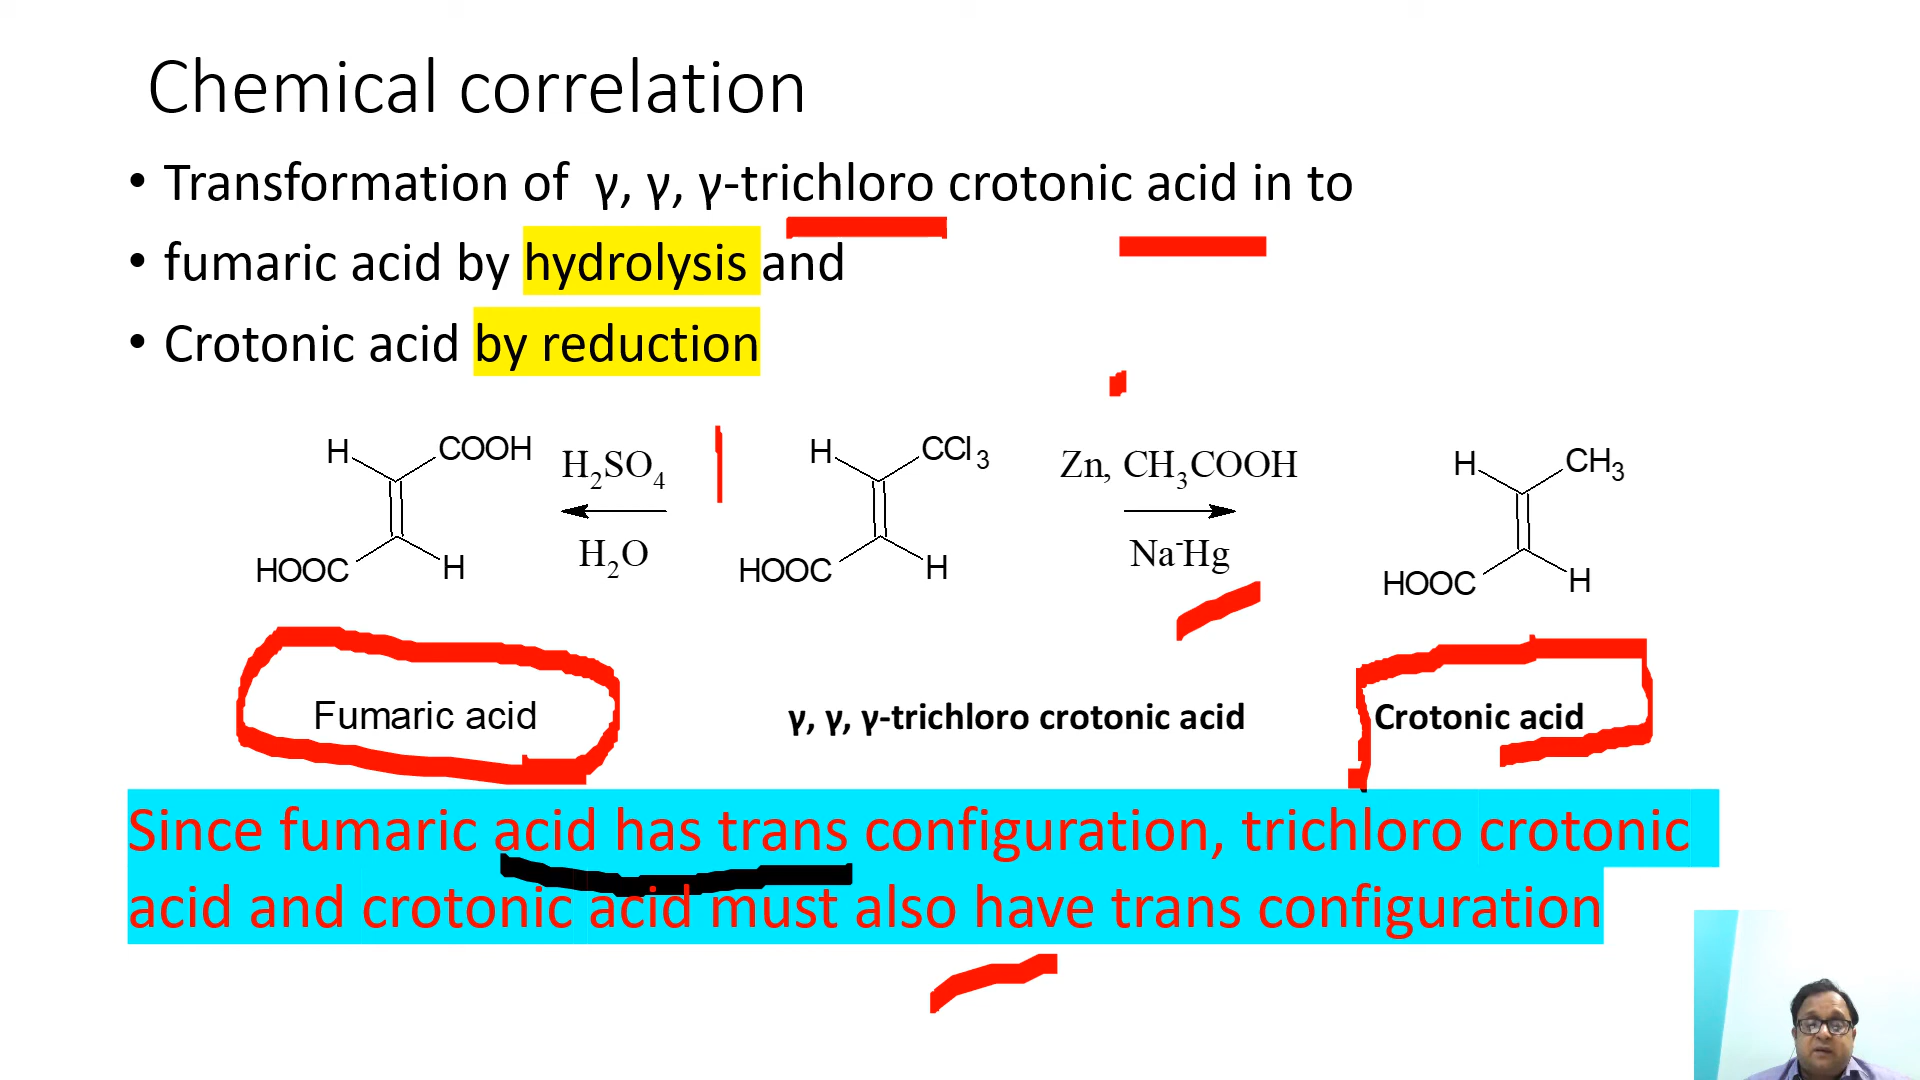 Chemical correlation
• Transformation of γ, γ, γ-trichloro crotonic acid in to
• fumaric acid by hydrolysis and
• Crotonic acid by reduction
H COOH H₂SO₄ H CCl₃ Zn, CH₃COOH H CH₃
HOOC H H₂O HOOC H Na-Hg HOOC H
Fumaric acid γ, γ, γ-trichloro crotonic acid Crotonic acid
Since fumaric acid has trans configuration, trichloro crotonic
acid and crotonic acid must also have trans configuration